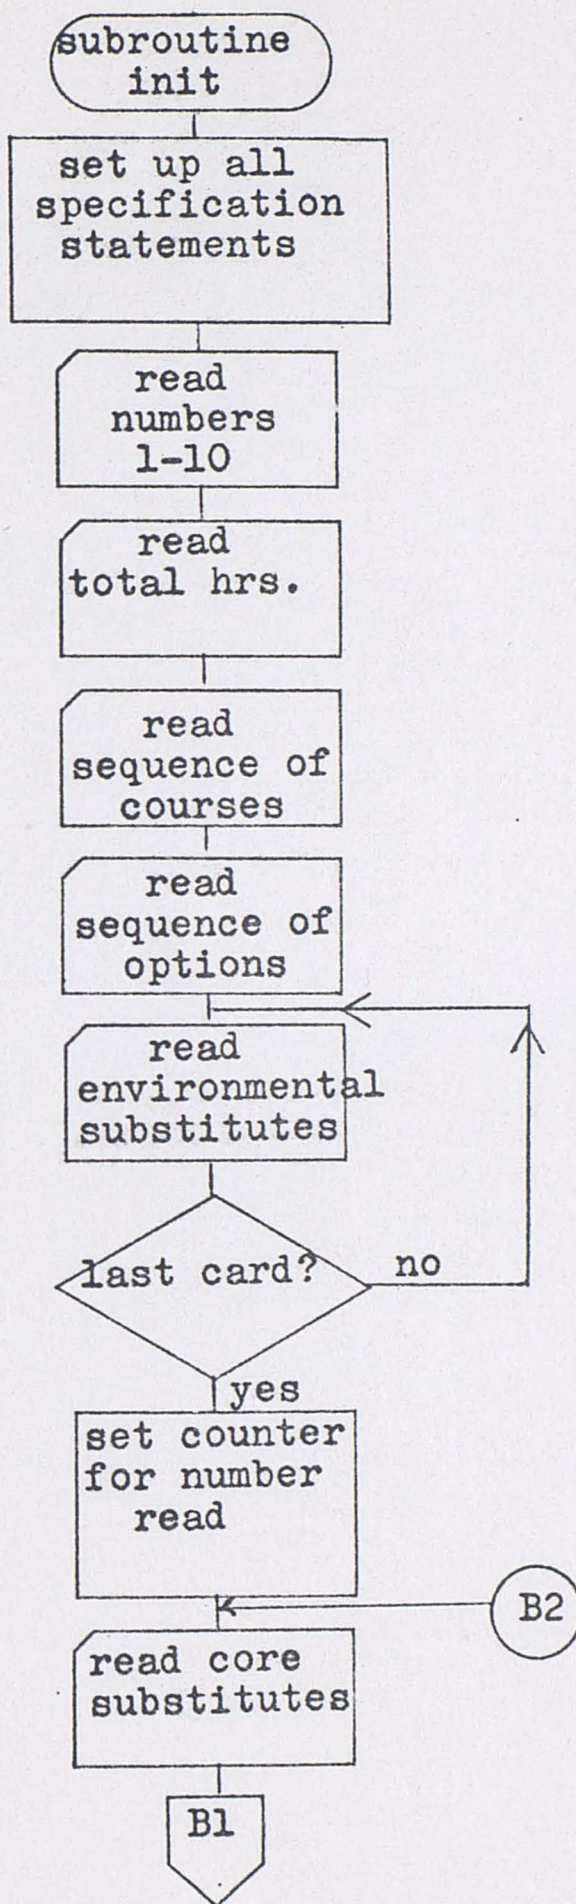 subroutine
init
set up all
specification
statements
read
numbers
1-10
read
total hrs.
read
sequence of
courses
read
sequence of
options
read
environmental
substitutes
last card?
no
yes
set counter
for number
read
B2
read core
substitutes
B1